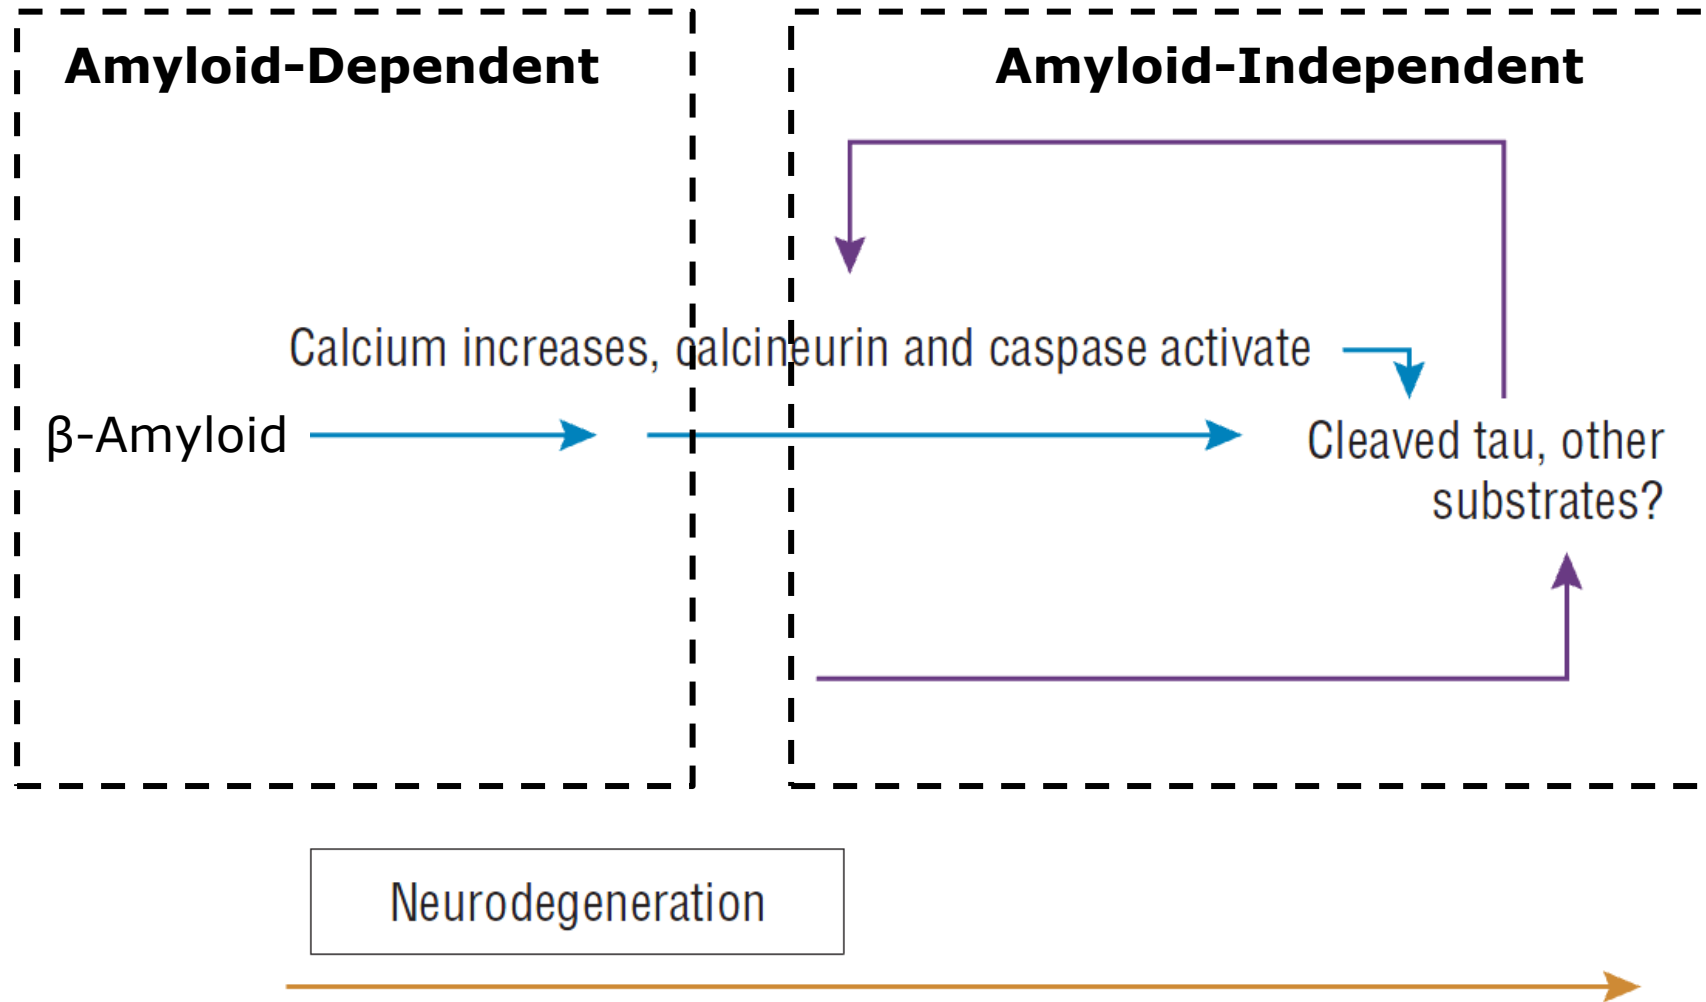 Amyloid-Dependent
Amyloid-Independent
Calcium increases, calcineurin and caspase activate
β-Amyloid
Cleaved tau, other
substrates?
Neurodegeneration